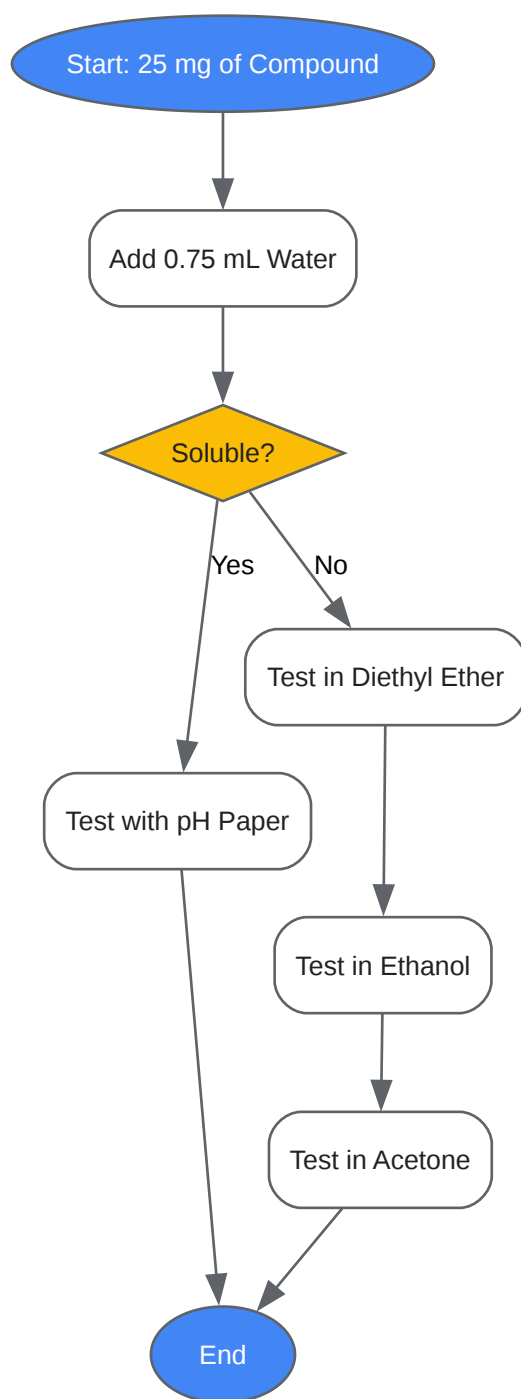 Start: 25 mg of Compound
Add 0.75 mL Water
Soluble?
Yes
No
Test in Diethyl Ether
Test with pH Paper
Test in Ethanol
Test in Acetone
End